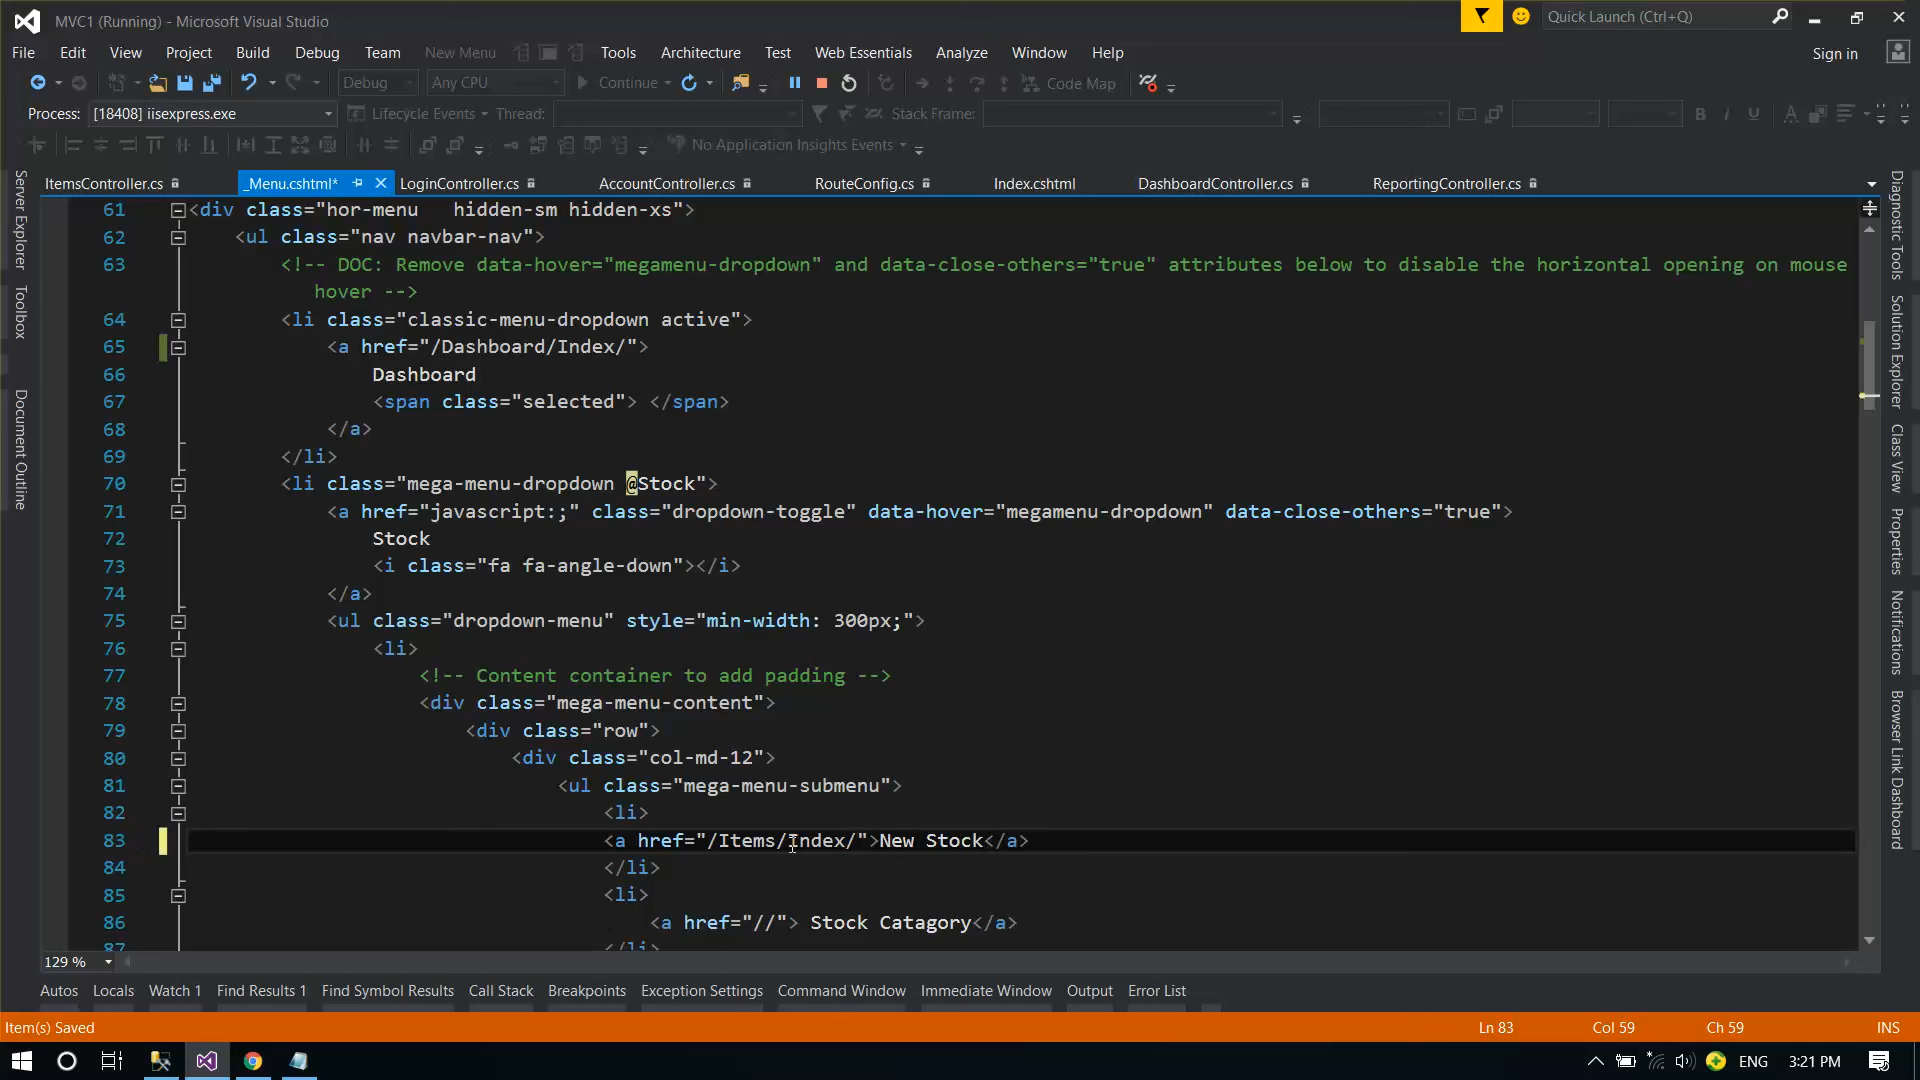 MVC1 (Running) - Microsoft Visual Studio
Quick Launch (Ctrl+Q)
File Edit View Project Build Debug Team New Menu Tools Architecture Test Web Essentials Analyze Window Help
Sign in
Debug Any CPU Continue Code Map
Process: [18408] iisexpress.exe Lifecycle Events Thread: Stack Frame:
No Application Insights Events
ItemsController.cs _Menu.cshtml* LoginController.cs AccountController.cs RouteConfig.cs Index.cshtml DashboardController.cs ReportingController.cs
Server Explorer
Toolbox
Document Outline
61 <div class="hor-menu   hidden-sm hidden-xs">
62 <ul class="nav navbar-nav">
63 <!-- DOC: Remove data-hover="megamenu-dropdown" and data-close-others="true" attributes below to disable the horizontal opening on mouse
hover -->
64 <li class="classic-menu-dropdown active">
65 <a href="/Dashboard/Index/">
66 Dashboard
67 <span class="selected"> </span>
68 </a>
69 </li>
70 <li class="mega-menu-dropdown @Stock">
71 <a href="javascript:;" class="dropdown-toggle" data-hover="megamenu-dropdown" data-close-others="true">
72 Stock
73 <i class="fa fa-angle-down"></i>
74 </a>
75 <ul class="dropdown-menu" style="min-width: 300px;">
76 <li>
77 <!-- Content container to add padding -->
78 <div class="mega-menu-content">
79 <div class="row">
80 <div class="col-md-12">
81 <ul class="mega-menu-submenu">
82 <li>
83 <a href="/Items/Index/">New Stock</a>
84 </li>
85 <li>
86 <a href="//"> Stock Catagory</a>
87 </li>
Diagnostic Tools
Solution Explorer
Class View
Properties
Notifications
Browser Link Dashboard
129 %
Autos Locals Watch 1 Find Results 1 Find Symbol Results Call Stack Breakpoints Exception Settings Command Window Immediate Window Output Error List
Item(s) Saved Ln 83 Col 59 Ch 59 INS
ENG 3:21 PM